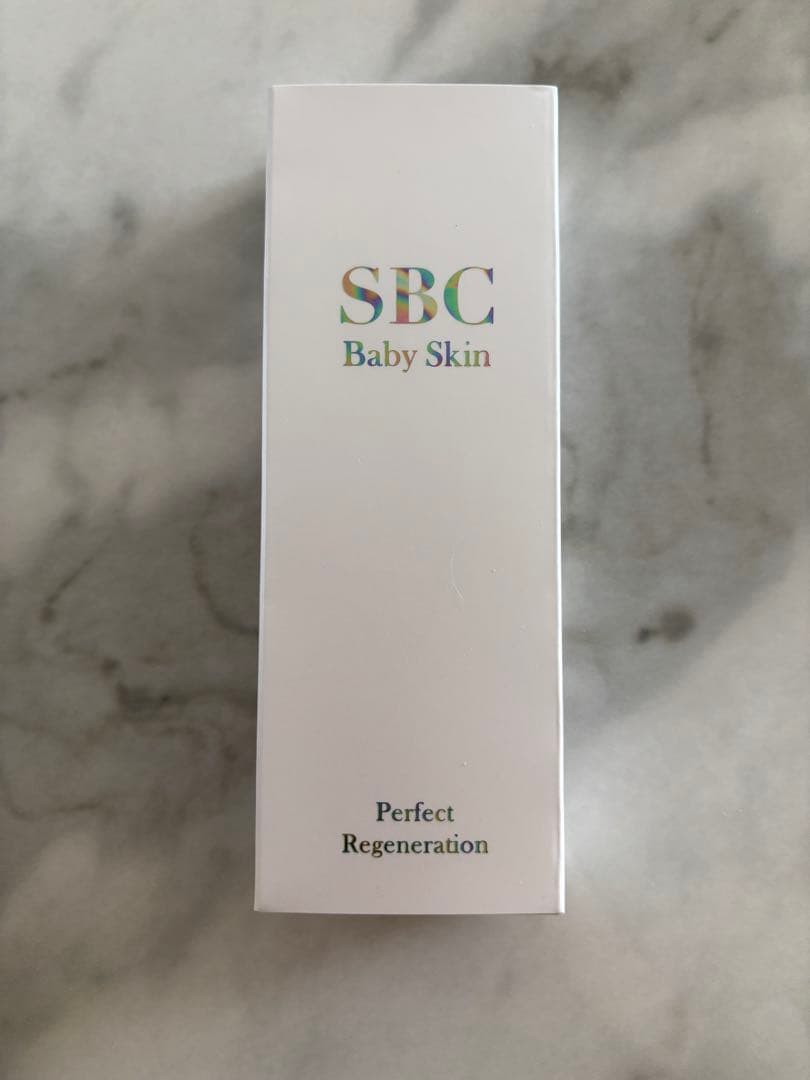 SBC
Baby Skin
Perfect
Regeneration